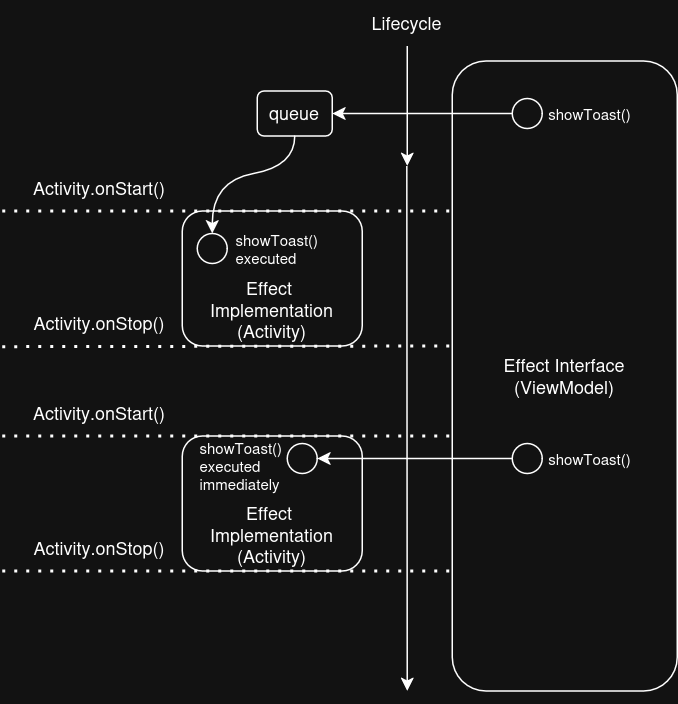 Lifecycle
queue
showToast()
Activity.onStart()
showToast()
executed
Effect
Implementation
(Activity)
Activity.onStop()
Effect Interface
(ViewModel)
Activity.onStart()
showToast()
executed
immediately
showToast()
Effect
Implementation
(Activity)
Activity.onStop()